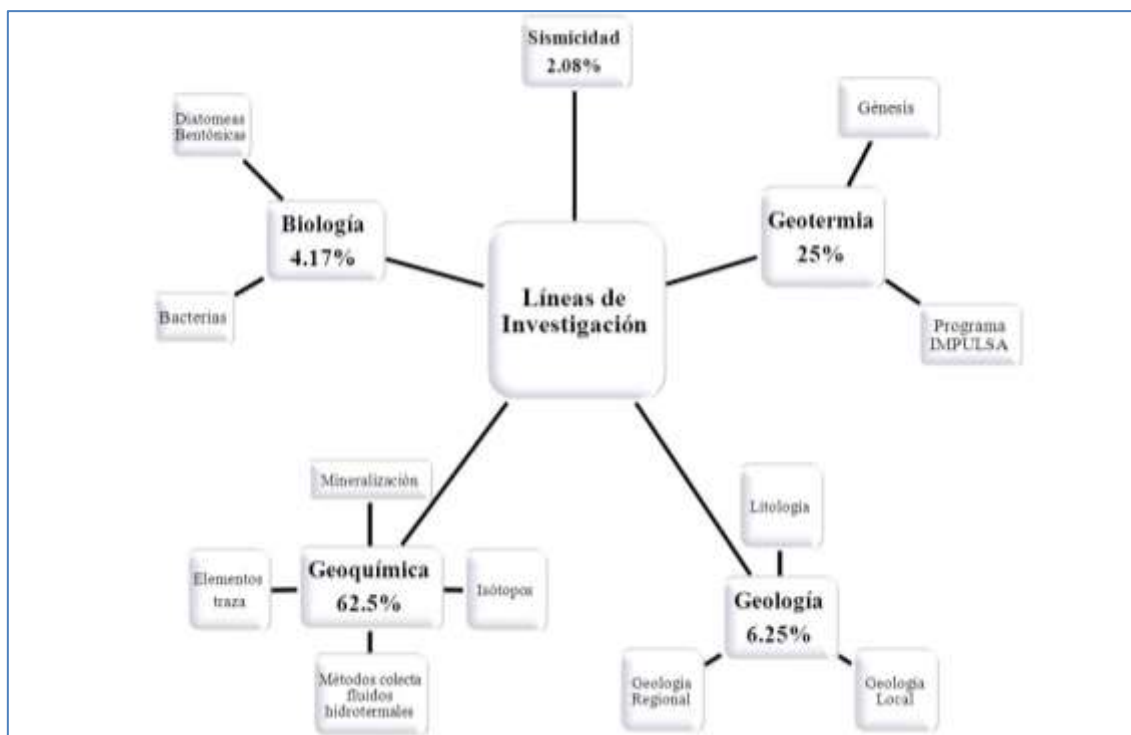 Sismicidad
2.08%
Diatomeas
Bentónicas
Génesis
Biología
4.17%
Geotermia
25%
Líneas de
Investigación
Bacterias
Programa
IMPULSA
Mineralización
Litología
Elementos
traza
Geoquímica
62.5%
Isótopos
Geología
6.25%
Métodos colecta
fluidos
hidrotermales
Geología
Regional
Geología
Local